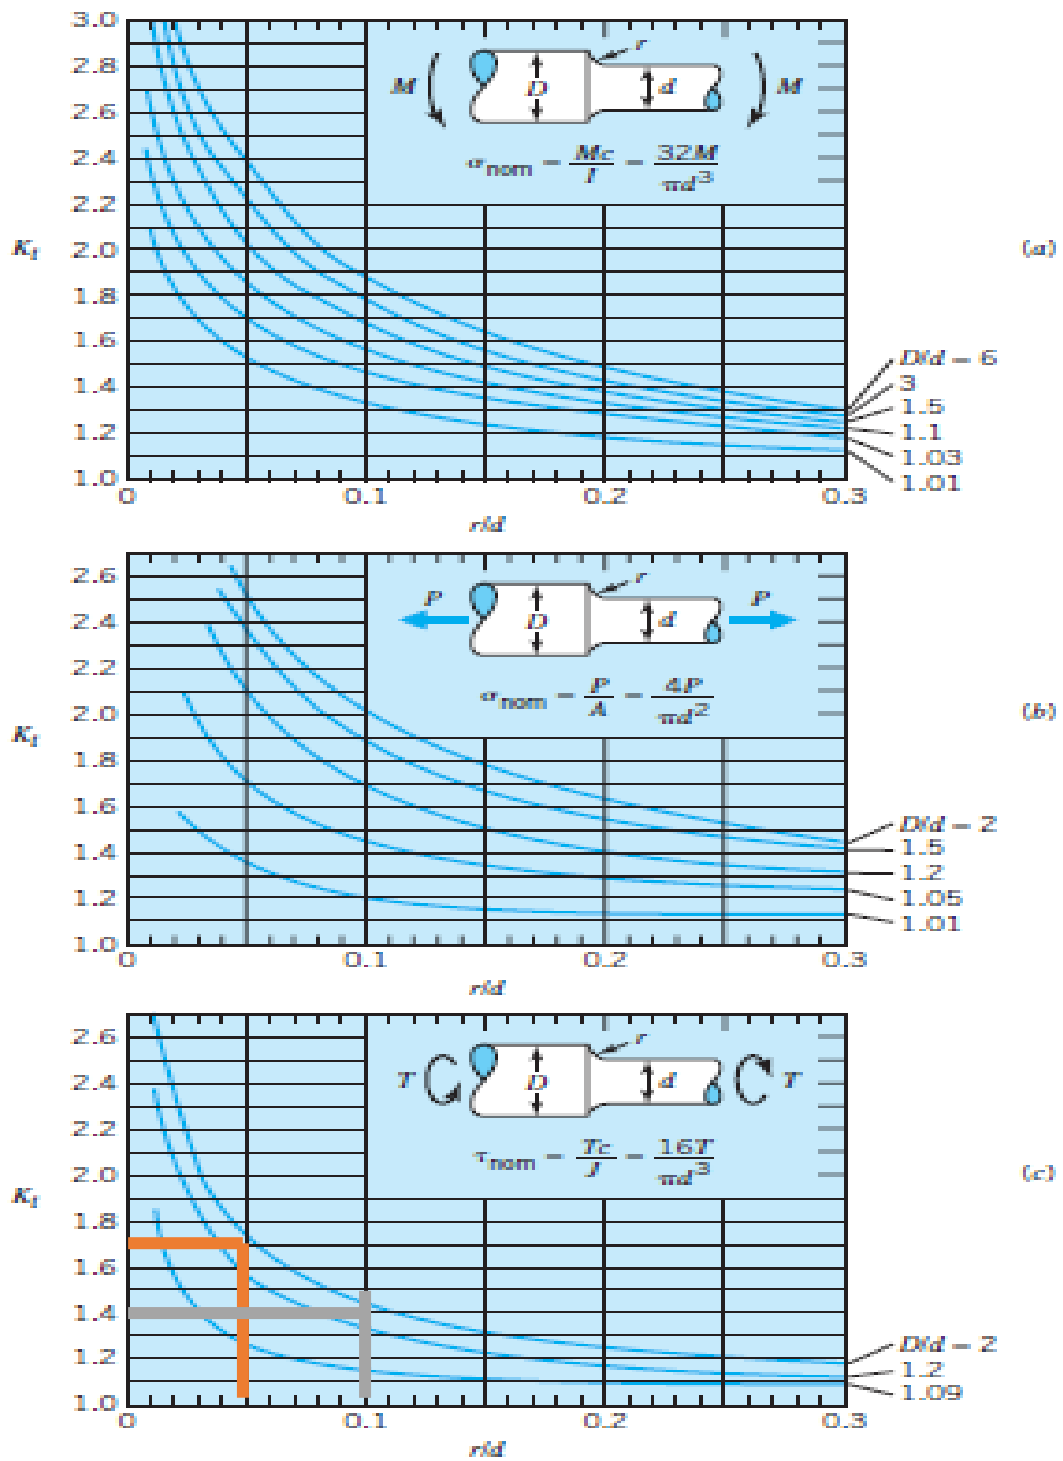 3.0
2.8
2.6
2.4
2.2
2.0
1.8
1.6
1.4
1.2
1.0
K_t
0
0.1
0.2
0.3
r/d
M
D
r
d
M
σ_nom = Mc/I = 32M/πd³
D/d = 6
3
1.5
1.1
1.03
1.01
(a)
2.6
2.4
2.2
2.0
1.8
1.6
1.4
1.2
1.0
K_t
0
0.1
0.2
0.3
r/d
P
D
r
d
P
σ_nom = P/A = 4P/πd²
D/d = 2
1.5
1.2
1.05
1.01
(b)
2.6
2.4
2.2
2.0
1.8
1.6
1.4
1.2
1.0
K_t
0
0.1
0.2
0.3
r/d
T
D
r
d
T
τ_nom = Tc/J = 16T/πd³
D/d = 2
1.2
1.09
(c)